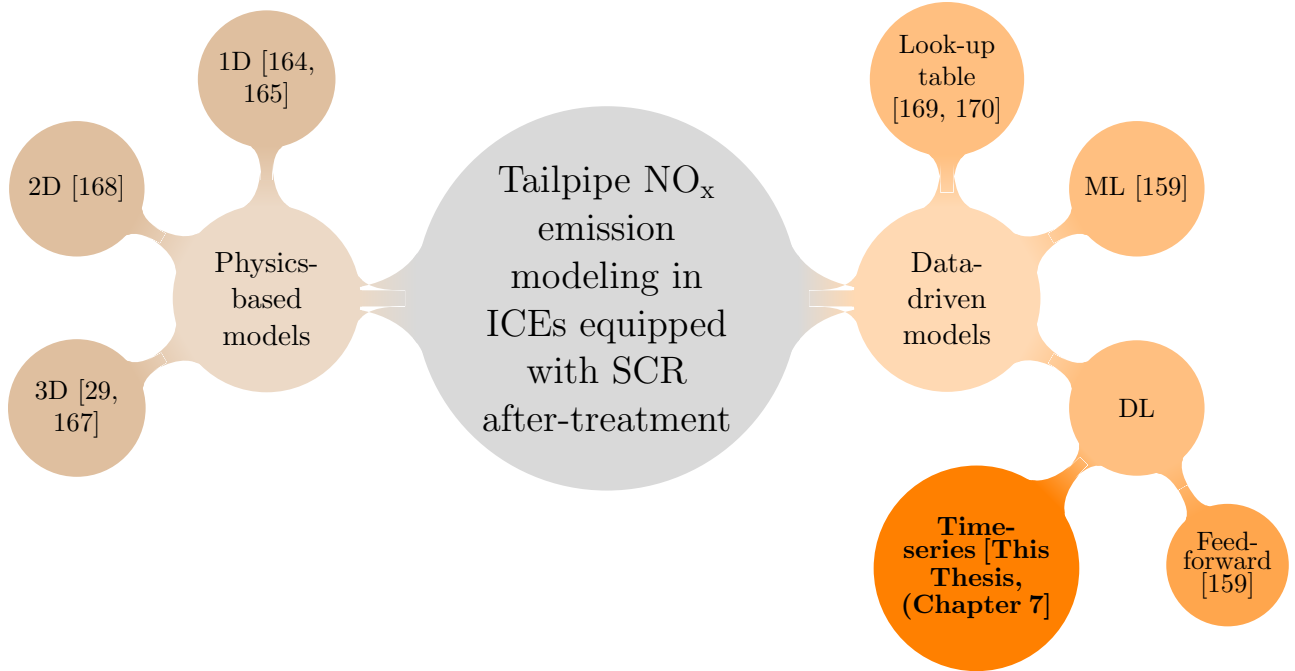 Tailpipe NOx
emission
modeling in
ICEs equipped
with SCR
after-treatment
Physics-
based
models
1D [164,
165]
2D [168]
3D [29,
167]
Data-
driven
models
Look-up
table
[169, 170]
ML [159]
DL
Time-
series [This
Thesis,
(Chapter 7]
Feed-
forward
[159]